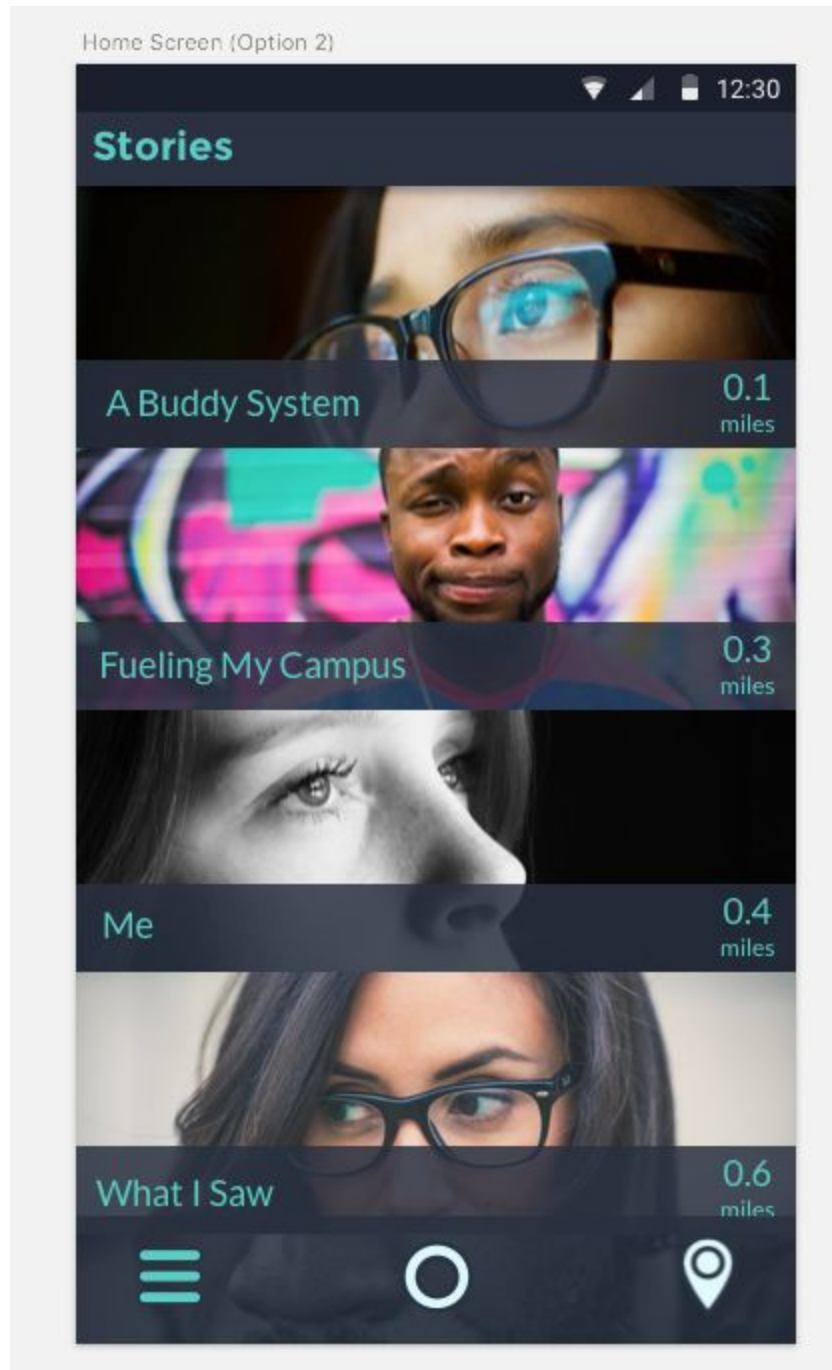 Home Screen (Option 2)
12:30
Stories
A Buddy System
0.1
miles
Fueling My Campus
0.3
miles
Me
0.4
miles
What I Saw
0.6
miles